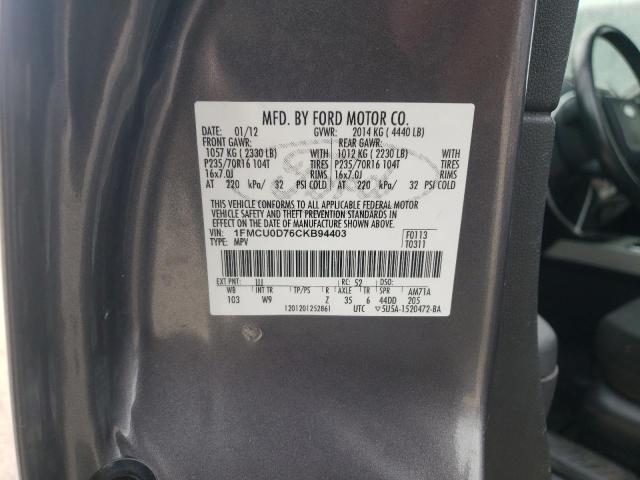 MFD. BY FORD MOTOR CO.
DATE: 01/12 GVWR: 2014 KG ( 4440 LB)
FRONT GAWR: REAR GAWR:
1057 KG ( 2330 LB) WITH 1012 KG ( 2230 LB) WITH
P235/70R16 104T TIRES P235/70R16 104T TIRES
16x7.0J RIMS 16x7.0J RIMS
AT 220 kPa/ 32 PSI COLD AT 220 kPa/ 32 PSI COLD
THIS VEHICLE CONFORMS TO ALL APPLICABLE FEDERAL MOTOR
VEHICLE SAFETY AND THEFT PREVENTION STANDARDS IN
EFFECT ON THE DATE OF MANUFACTURE SHOWN ABOVE.
VIN: 1FMCU0D76CKB94403 F0113
TYPE: MPV T0311
EXT PNT: UJ RC: 52 DSO:
WB INT TR TP/PS R AXLE TR SPR AM71A
103 W9 Z 35 6 44DD 205
1201201252861 UTC 5U5A-1520472-BA